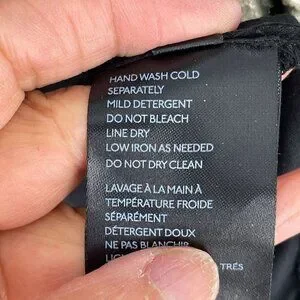 HAND WASH COLD
SEPARATELY
MILD DETERGENT
DO NOT BLEACH
LINE DRY
LOW IRON AS NEEDED
DO NOT DRY CLEAN
LAVAGE À LA MAIN À
TEMPÉRATURE FROIDE
SÉPARÉMENT
DÉTERGENT DOUX
NE PAS BLANCHIR
TRÉS